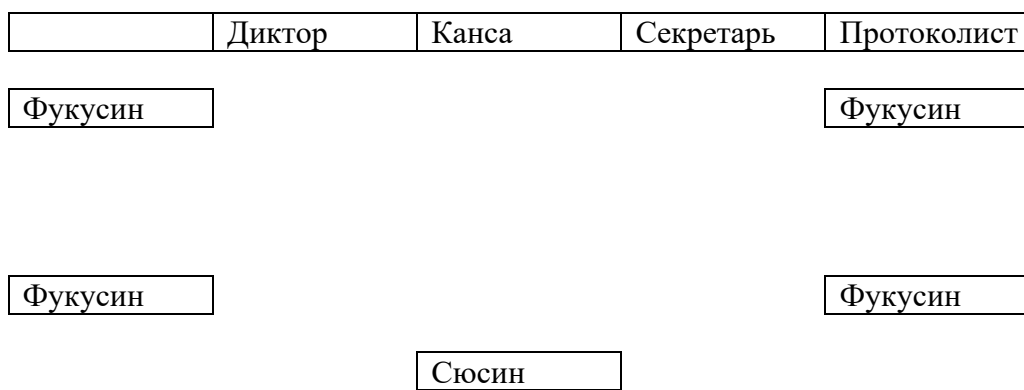 Диктор Канса Секретарь Протоколист
Фукусин Фукусин
Фукусин Фукусин
Сюсин